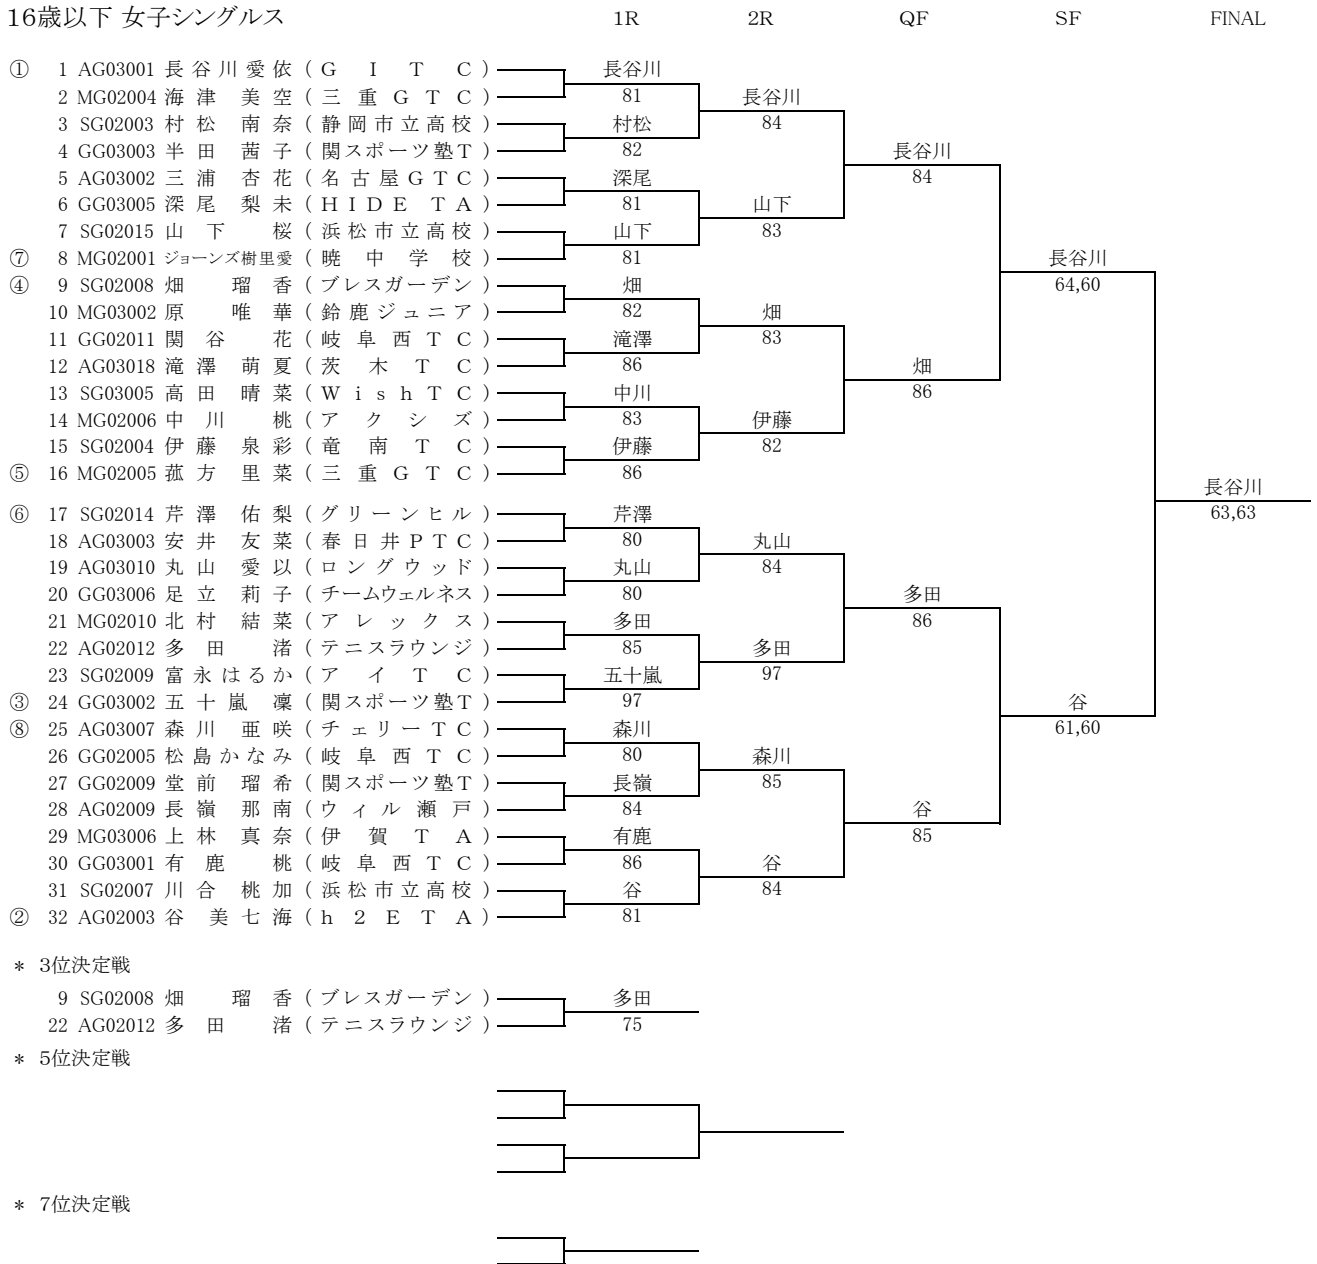 16歳以下 女子シングルス 1R 2R QF SF FINAL
① 1 AG03001 長谷川愛依 (GITC) 長谷川
2 MG02004 海津 美空 (三重GTC) 81 長谷川
3 SG02003 村松 南奈 (静岡市立高校) 村松 84
4 GG03003 半田 茜子 (関スポーツ塾T) 82 長谷川
5 AG03002 三浦 杏花 (名古屋GTC) 深尾 84
6 GG03005 深尾 梨未 (HIDE TA) 81 山下
7 SG02015 山下 桜 (浜松市立高校) 山下 83
⑦ 8 MG02001 ジョーンズ樹里愛 (暁中学校) 81 長谷川
④ 9 SG02008 畑 瑠香 (ブレスガーデン) 畑 64,60
10 MG03002 原 唯華 (鈴鹿ジュニア) 82 畑
11 GG02011 関谷 花 (岐阜西TC) 滝澤 83
12 AG03018 滝澤 萌夏 (茨木TC) 86 畑
13 SG03005 高田 晴菜 (WishTC) 中川 86
14 MG02006 中川 桃 (アクシズ) 83 伊藤
15 SG02004 伊藤 泉彩 (竜南TC) 伊藤 82
⑤ 16 MG02005 菰方 里菜 (三重GTC) 86
長谷川
⑥ 17 SG02014 芹澤 佑梨 (グリーンヒル) 芹澤 63,63
18 AG03003 安井 友菜 (春日井PTC) 80 丸山
19 AG03010 丸山 愛以 (ロングウッド) 丸山 84
20 GG03006 足立 莉子 (チームウェルネス) 80 多田
21 MG02010 北村 結菜 (アレックス) 多田 86
22 AG02012 多田 渚 (テニスラウンジ) 85 多田
23 SG02009 富永はるか (アイTC) 五十嵐 97
③ 24 GG03002 五十嵐 凜 (関スポーツ塾T) 97 谷
⑧ 25 AG03007 森川 亜咲 (チェリーTC) 森川 61,60
26 GG02005 松島かなみ (岐阜西TC) 80 森川
27 GG02009 堂前 瑠希 (関スポーツ塾T) 長嶺 85
28 AG02009 長嶺 那南 (ウィル瀬戸) 84 谷
29 MG03006 上林 真奈 (伊賀TA) 有鹿 85
30 GG03001 有鹿 桃 (岐阜西TC) 86 谷
31 SG02007 川合 桃加 (浜松市立高校) 谷 84
② 32 AG02003 谷 美七海 (h2ETA) 81
* 3位決定戦
9 SG02008 畑 瑠香 (ブレスガーデン) 多田
22 AG02012 多田 渚 (テニスラウンジ) 75
* 5位決定戦
* 7位決定戦